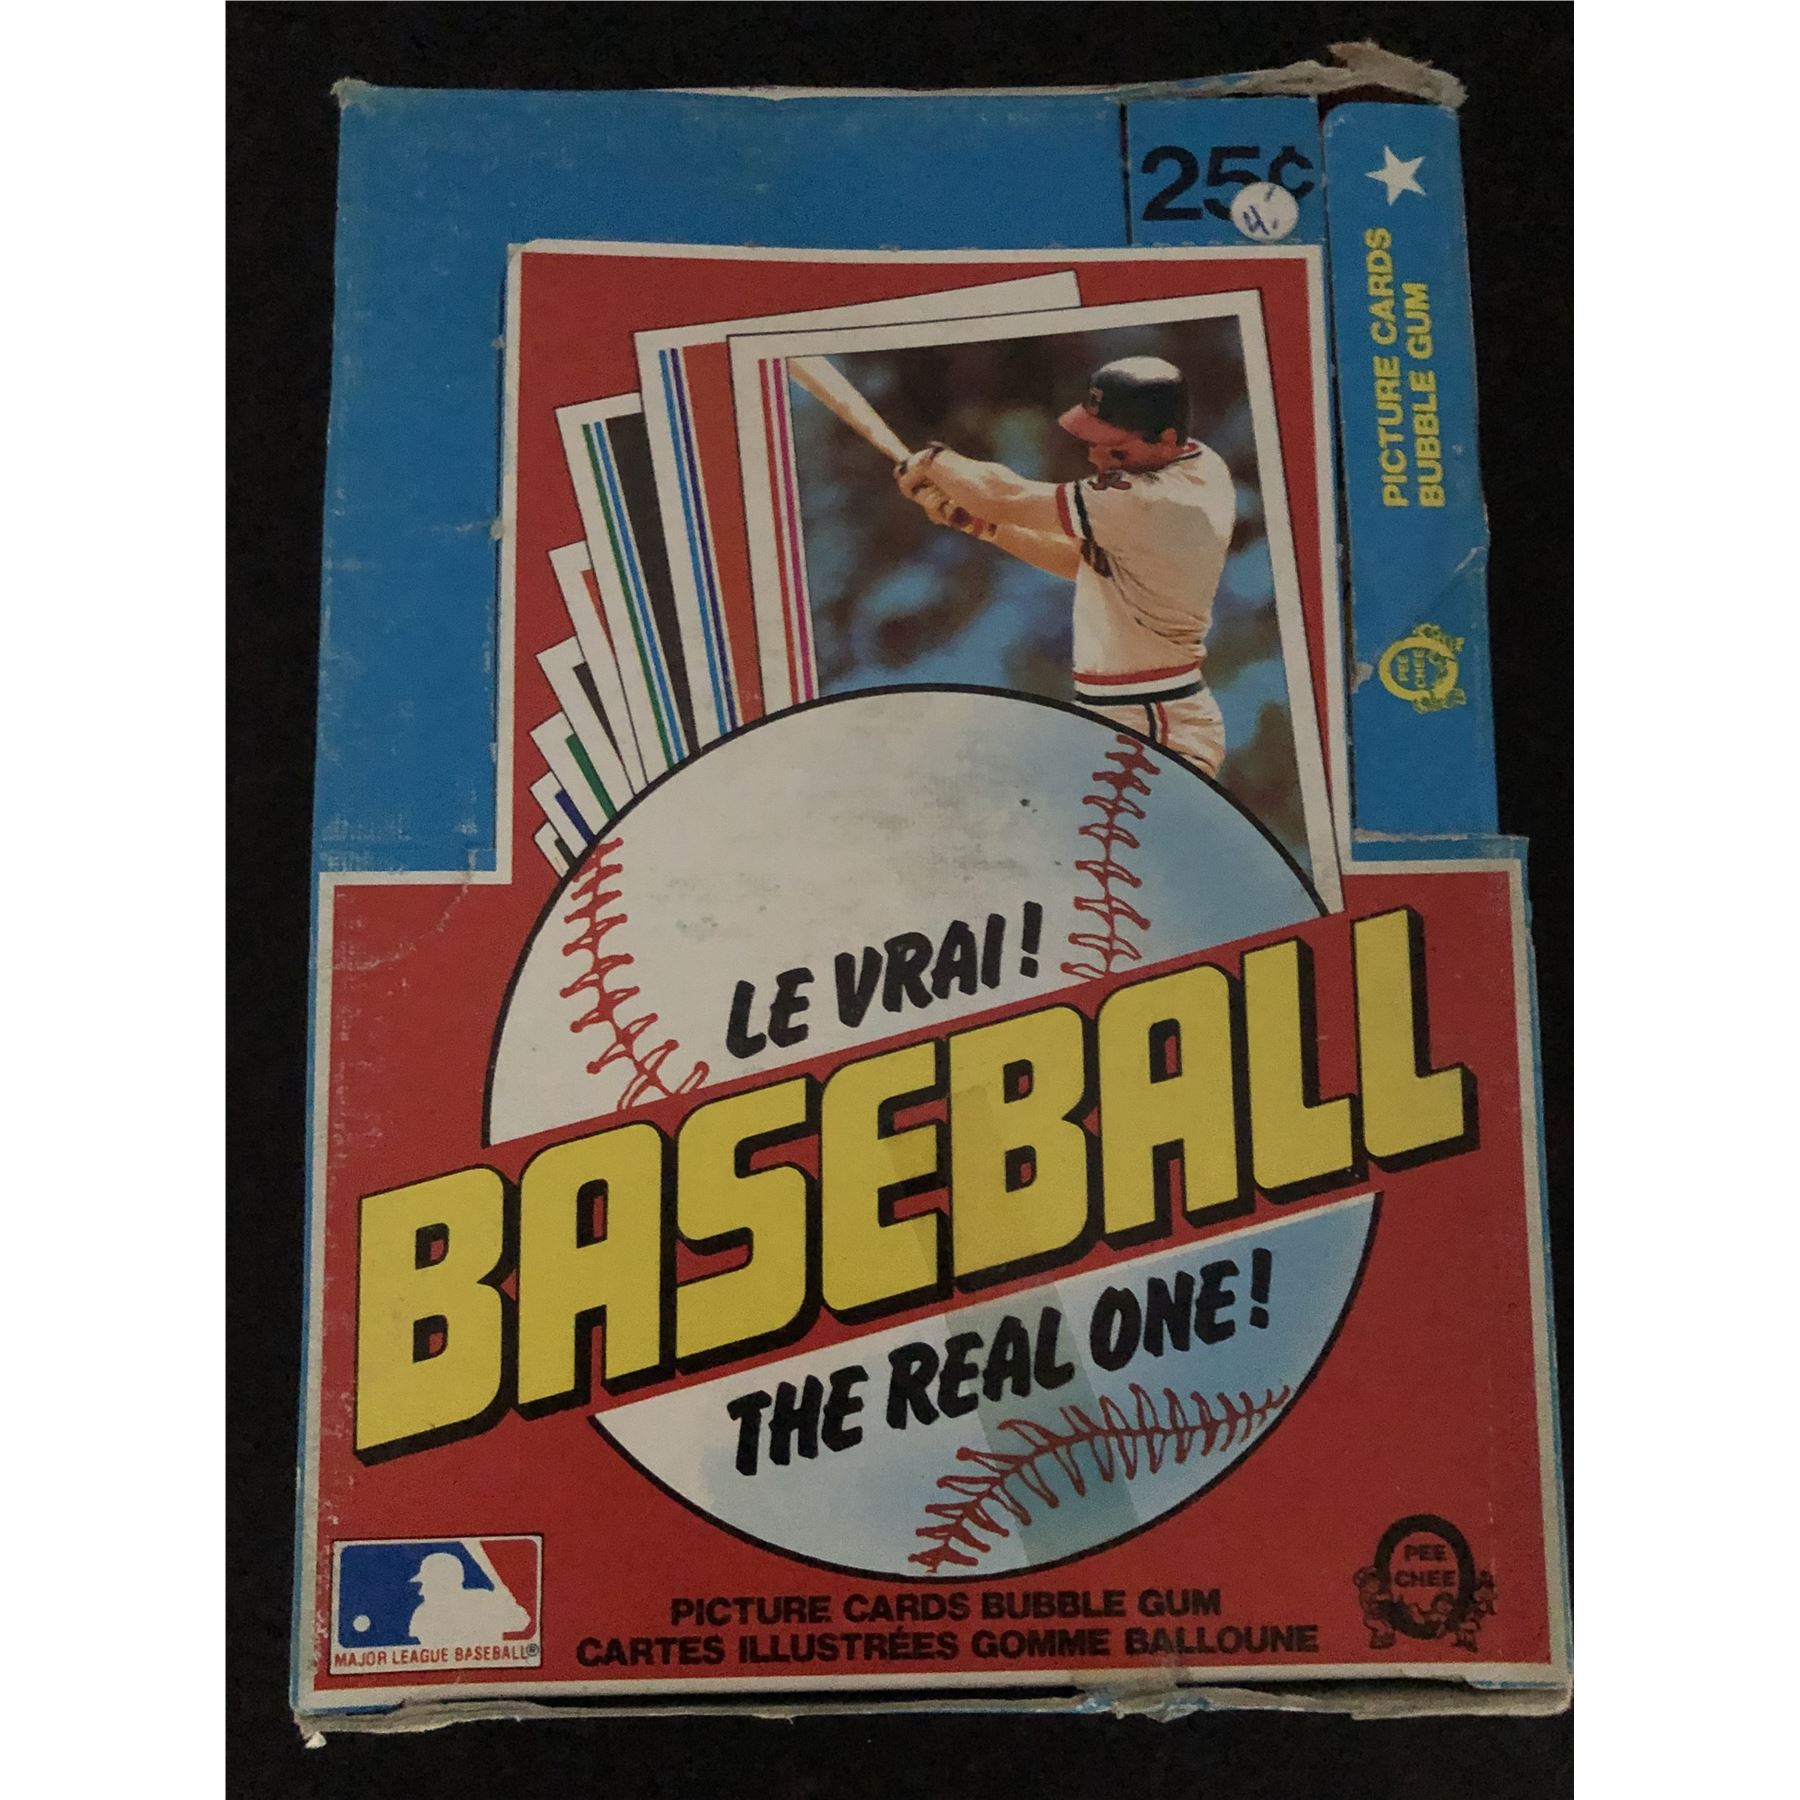 25¢
4.-
PICTURE CARDS
BUBBLE GUM
PEE
CHEE
LE VRAI!
BASEBALL
THE REAL ONE!
MAJOR LEAGUE BASEBALL®
PICTURE CARDS BUBBLE GUM
CARTES ILLUSTRÉES GOMME BALLOUNE
PEE
CHEE